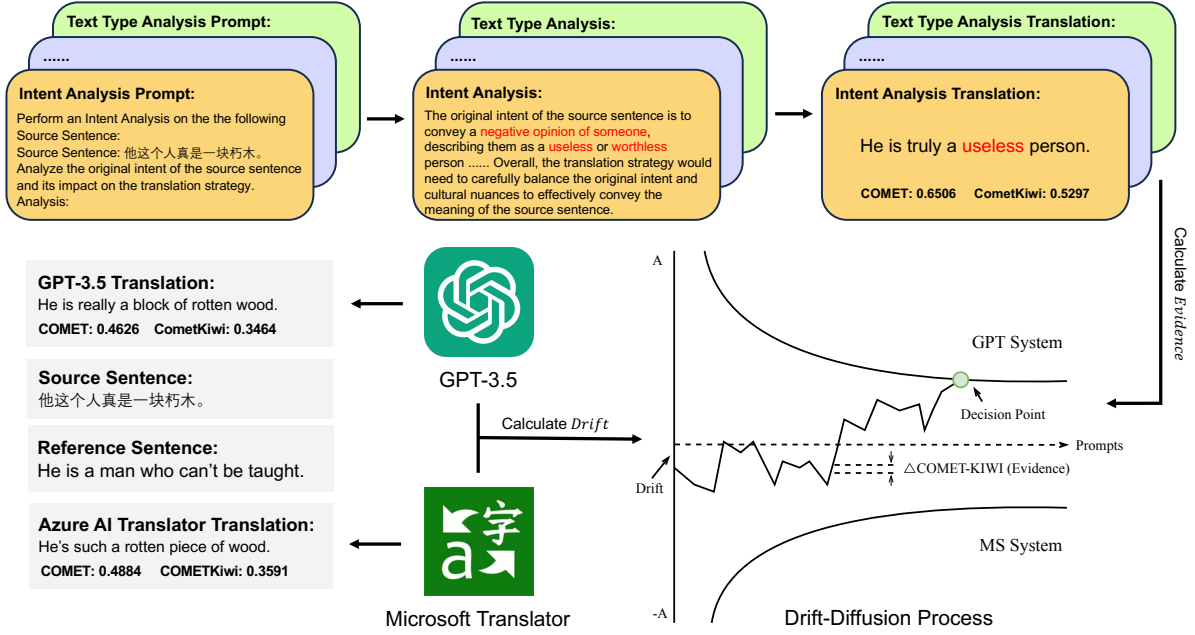 Text Type Analysis Prompt:
......
Intent Analysis Prompt:
Perform an Intent Analysis on the the following
Source Sentence:
Source Sentence: 他这个人真是一块朽木。
Analyze the original intent of the source sentence
and its impact on the translation strategy.
Analysis:
Text Type Analysis:
......
Intent Analysis:
The original intent of the source sentence is to
convey a negative opinion of someone,
describing them as a useless or worthless
person ...... Overall, the translation strategy would
need to carefully balance the original intent and
cultural nuances to effectively convey the
meaning of the source sentence.
Text Type Analysis Translation:
......
Intent Analysis Translation:
He is truly a useless person.
COMET: 0.6506 CometKiwi: 0.5297
Calculate Evidence
GPT-3.5 Translation:
He is really a block of rotten wood.
COMET: 0.4626 CometKiwi: 0.3464
Source Sentence:
他这个人真是一块朽木。
Reference Sentence:
He is a man who can't be taught.
Azure AI Translator Translation:
He's such a rotten piece of wood.
COMET: 0.4884 COMETKiwi: 0.3591
GPT-3.5
Calculate Drift
字
a
Microsoft Translator
A
GPT System
Decision Point
Prompts
△COMET-KIWI (Evidence)
Drift
MS System
-A
Drift-Diffusion Process